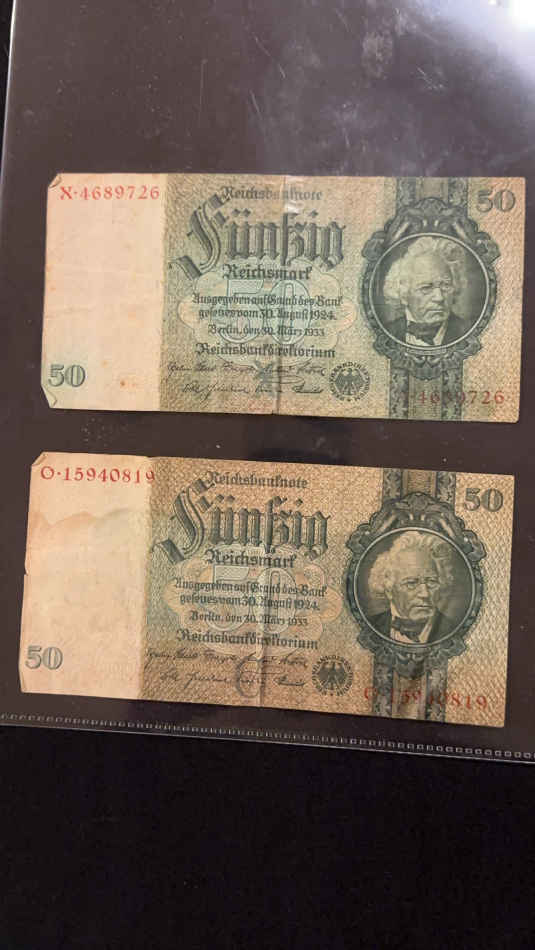 X·4689726
Reichsbanknote
50
Fünfzig
Reichsmark
Ausgegeben auf Grund des Bank
gesetzes vom 30. August 1924.
Berlin, den 30. März 1933
Reichsbankdirektorium
50
4689726
O·15940819
Reichsbanknote
50
Fünfzig
Reichsmark
Ausgegeben auf Grund des Bank
gesetzes vom 30. August 1924.
Berlin, den 30. März 1933
Reichsbankdirektorium
50
O·15940819